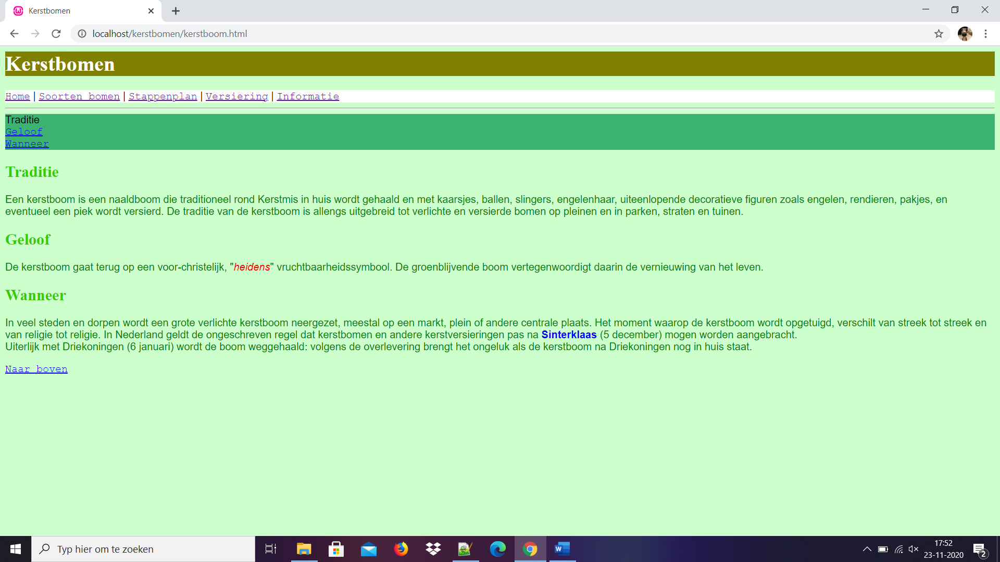 Kerstbomen
localhost/kerstbomen/kerstboom.html
Kerstbomen
Home | Soorten bomen | Stappenplan | Versiering | Informatie
Traditie
Geloof
Wanneer
Traditie
Een kerstboom is een naaldboom die traditioneel rond Kerstmis in huis wordt gehaald en met kaarsjes, ballen, slingers, engelenhaar, uiteenlopende decoratieve figuren zoals engelen, rendieren, pakjes, en
eventueel een piek wordt versierd. De traditie van de kerstboom is allengs uitgebreid tot verlichte en versierde bomen op pleinen en in parken, straten en tuinen.
Geloof
De kerstboom gaat terug op een voor-christelijk, "heidens" vruchtbaarheidssymbool. De groenblijvende boom vertegenwoordigt daarin de vernieuwing van het leven.
Wanneer
In veel steden en dorpen wordt een grote verlichte kerstboom neergezet, meestal op een markt, plein of andere centrale plaats. Het moment waarop de kerstboom wordt opgetuigd, verschilt van streek tot streek en
van religie tot religie. In Nederland geldt de ongeschreven regel dat kerstbomen en andere kerstversieringen pas na Sinterklaas (5 december) mogen worden aangebracht.
Uiterlijk met Driekoningen (6 januari) wordt de boom weggehaald: volgens de overlevering brengt het ongeluk als de kerstboom na Driekoningen nog in huis staat.
Naar boven
Typ hier om te zoeken
W
17:52
23-11-2020
2